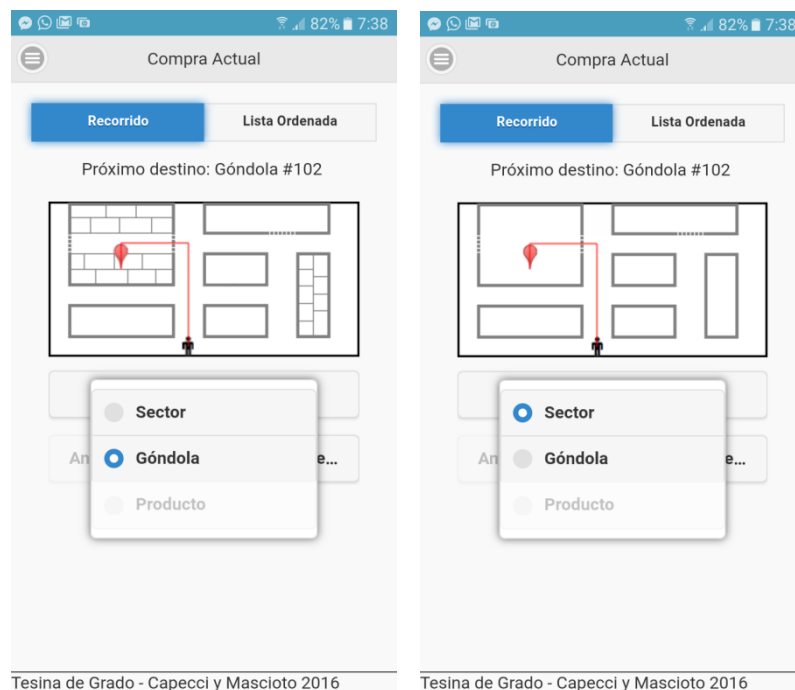 82% 7:38
Compra Actual
Recorrido Lista Ordenada
Próximo destino: Góndola #102
Sector
An Góndola e...
Producto
Tesina de Grado - Capecci y Mascioto 2016
82% 7:38
Compra Actual
Recorrido Lista Ordenada
Próximo destino: Góndola #102
Sector
An Góndola e...
Producto
Tesina de Grado - Capecci y Mascioto 2016